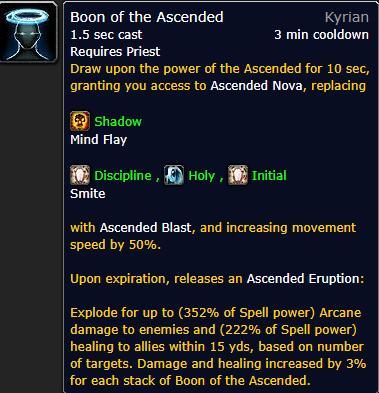 Boon of the Ascended Kyrian
1.5 sec cast 3 min cooldown
Requires Priest
Draw upon the power of the Ascended for 10 sec,
granting you access to Ascended Nova, replacing
Shadow
Mind Flay
Discipline , Holy , Initial
Smite
with Ascended Blast, and increasing movement
speed by 50%.
Upon expiration, releases an Ascended Eruption:
Explode for up to (352% of Spell power) Arcane
damage to enemies and (222% of Spell power)
healing to allies within 15 yds, based on number
of targets. Damage and healing increased by 3%
for each stack of Boon of the Ascended.